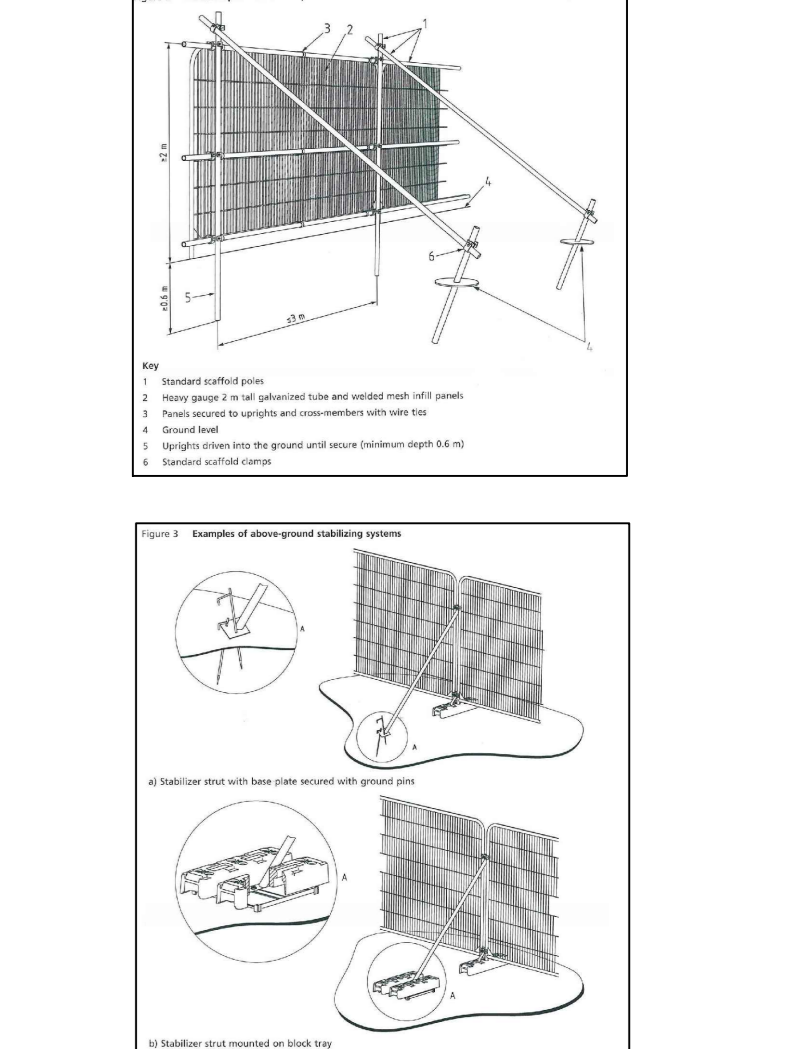 3
2
1
≥2 m
4
6
≥0.6 m
5
≤3 m
4
Key
1 Standard scaffold poles
2 Heavy gauge 2 m tall galvanized tube and welded mesh infill panels
3 Panels secured to uprights and cross-members with wire ties
4 Ground level
5 Uprights driven into the ground until secure (minimum depth 0.6 m)
6 Standard scaffold clamps
Figure 3 Examples of above-ground stabilizing systems
A
A
a) Stabilizer strut with base plate secured with ground pins
A
A
b) Stabilizer strut mounted on block tray